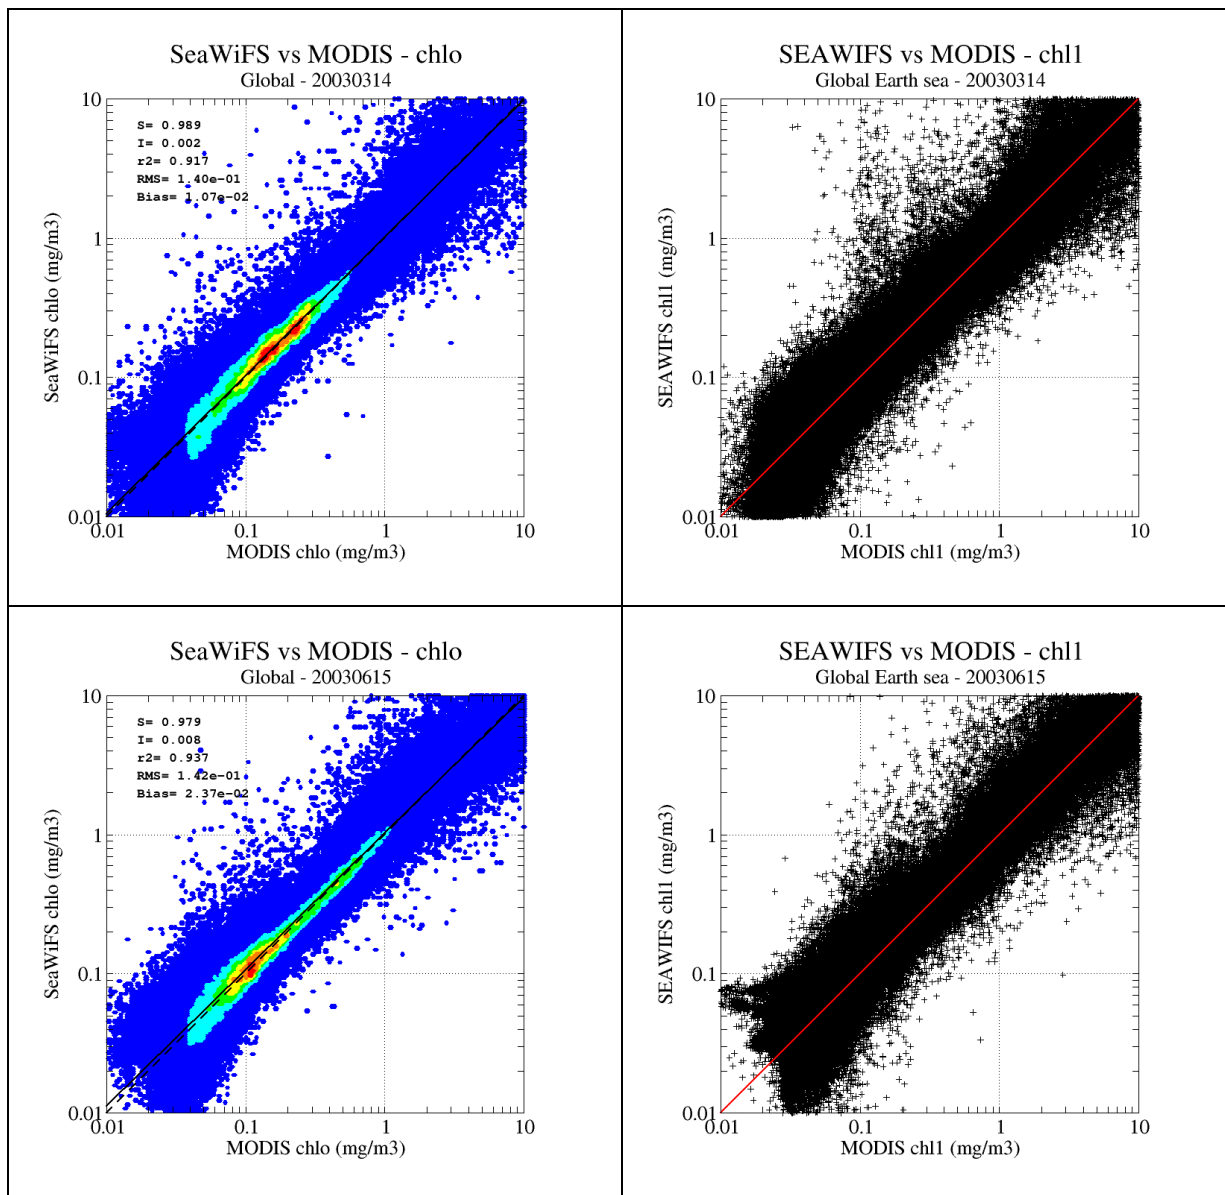 SeaWiFS vs MODIS - chlo
Global - 20030314
S= 0.989
I= 0.002
r2= 0.917
RMS= 1.40e-01
Bias= 1.07e-02
SeaWiFS chlo (mg/m3)
10
1
0.1
0.01
0.01 0.1 1 10
MODIS chlo (mg/m3)
SEAWIFS vs MODIS - chl1
Global Earth sea - 20030314
SEAWIFS chl1 (mg/m3)
10
1
0.1
0.01
0.01 0.1 1 10
MODIS chl1 (mg/m3)
SeaWiFS vs MODIS - chlo
Global - 20030615
S= 0.979
I= 0.008
r2= 0.937
RMS= 1.42e-01
Bias= 2.37e-02
SeaWiFS chlo (mg/m3)
10
1
0.1
0.01
0.01 0.1 1 10
MODIS chlo (mg/m3)
SEAWIFS vs MODIS - chl1
Global Earth sea - 20030615
SEAWIFS chl1 (mg/m3)
10
1
0.1
0.01
0.01 0.1 1 10
MODIS chl1 (mg/m3)